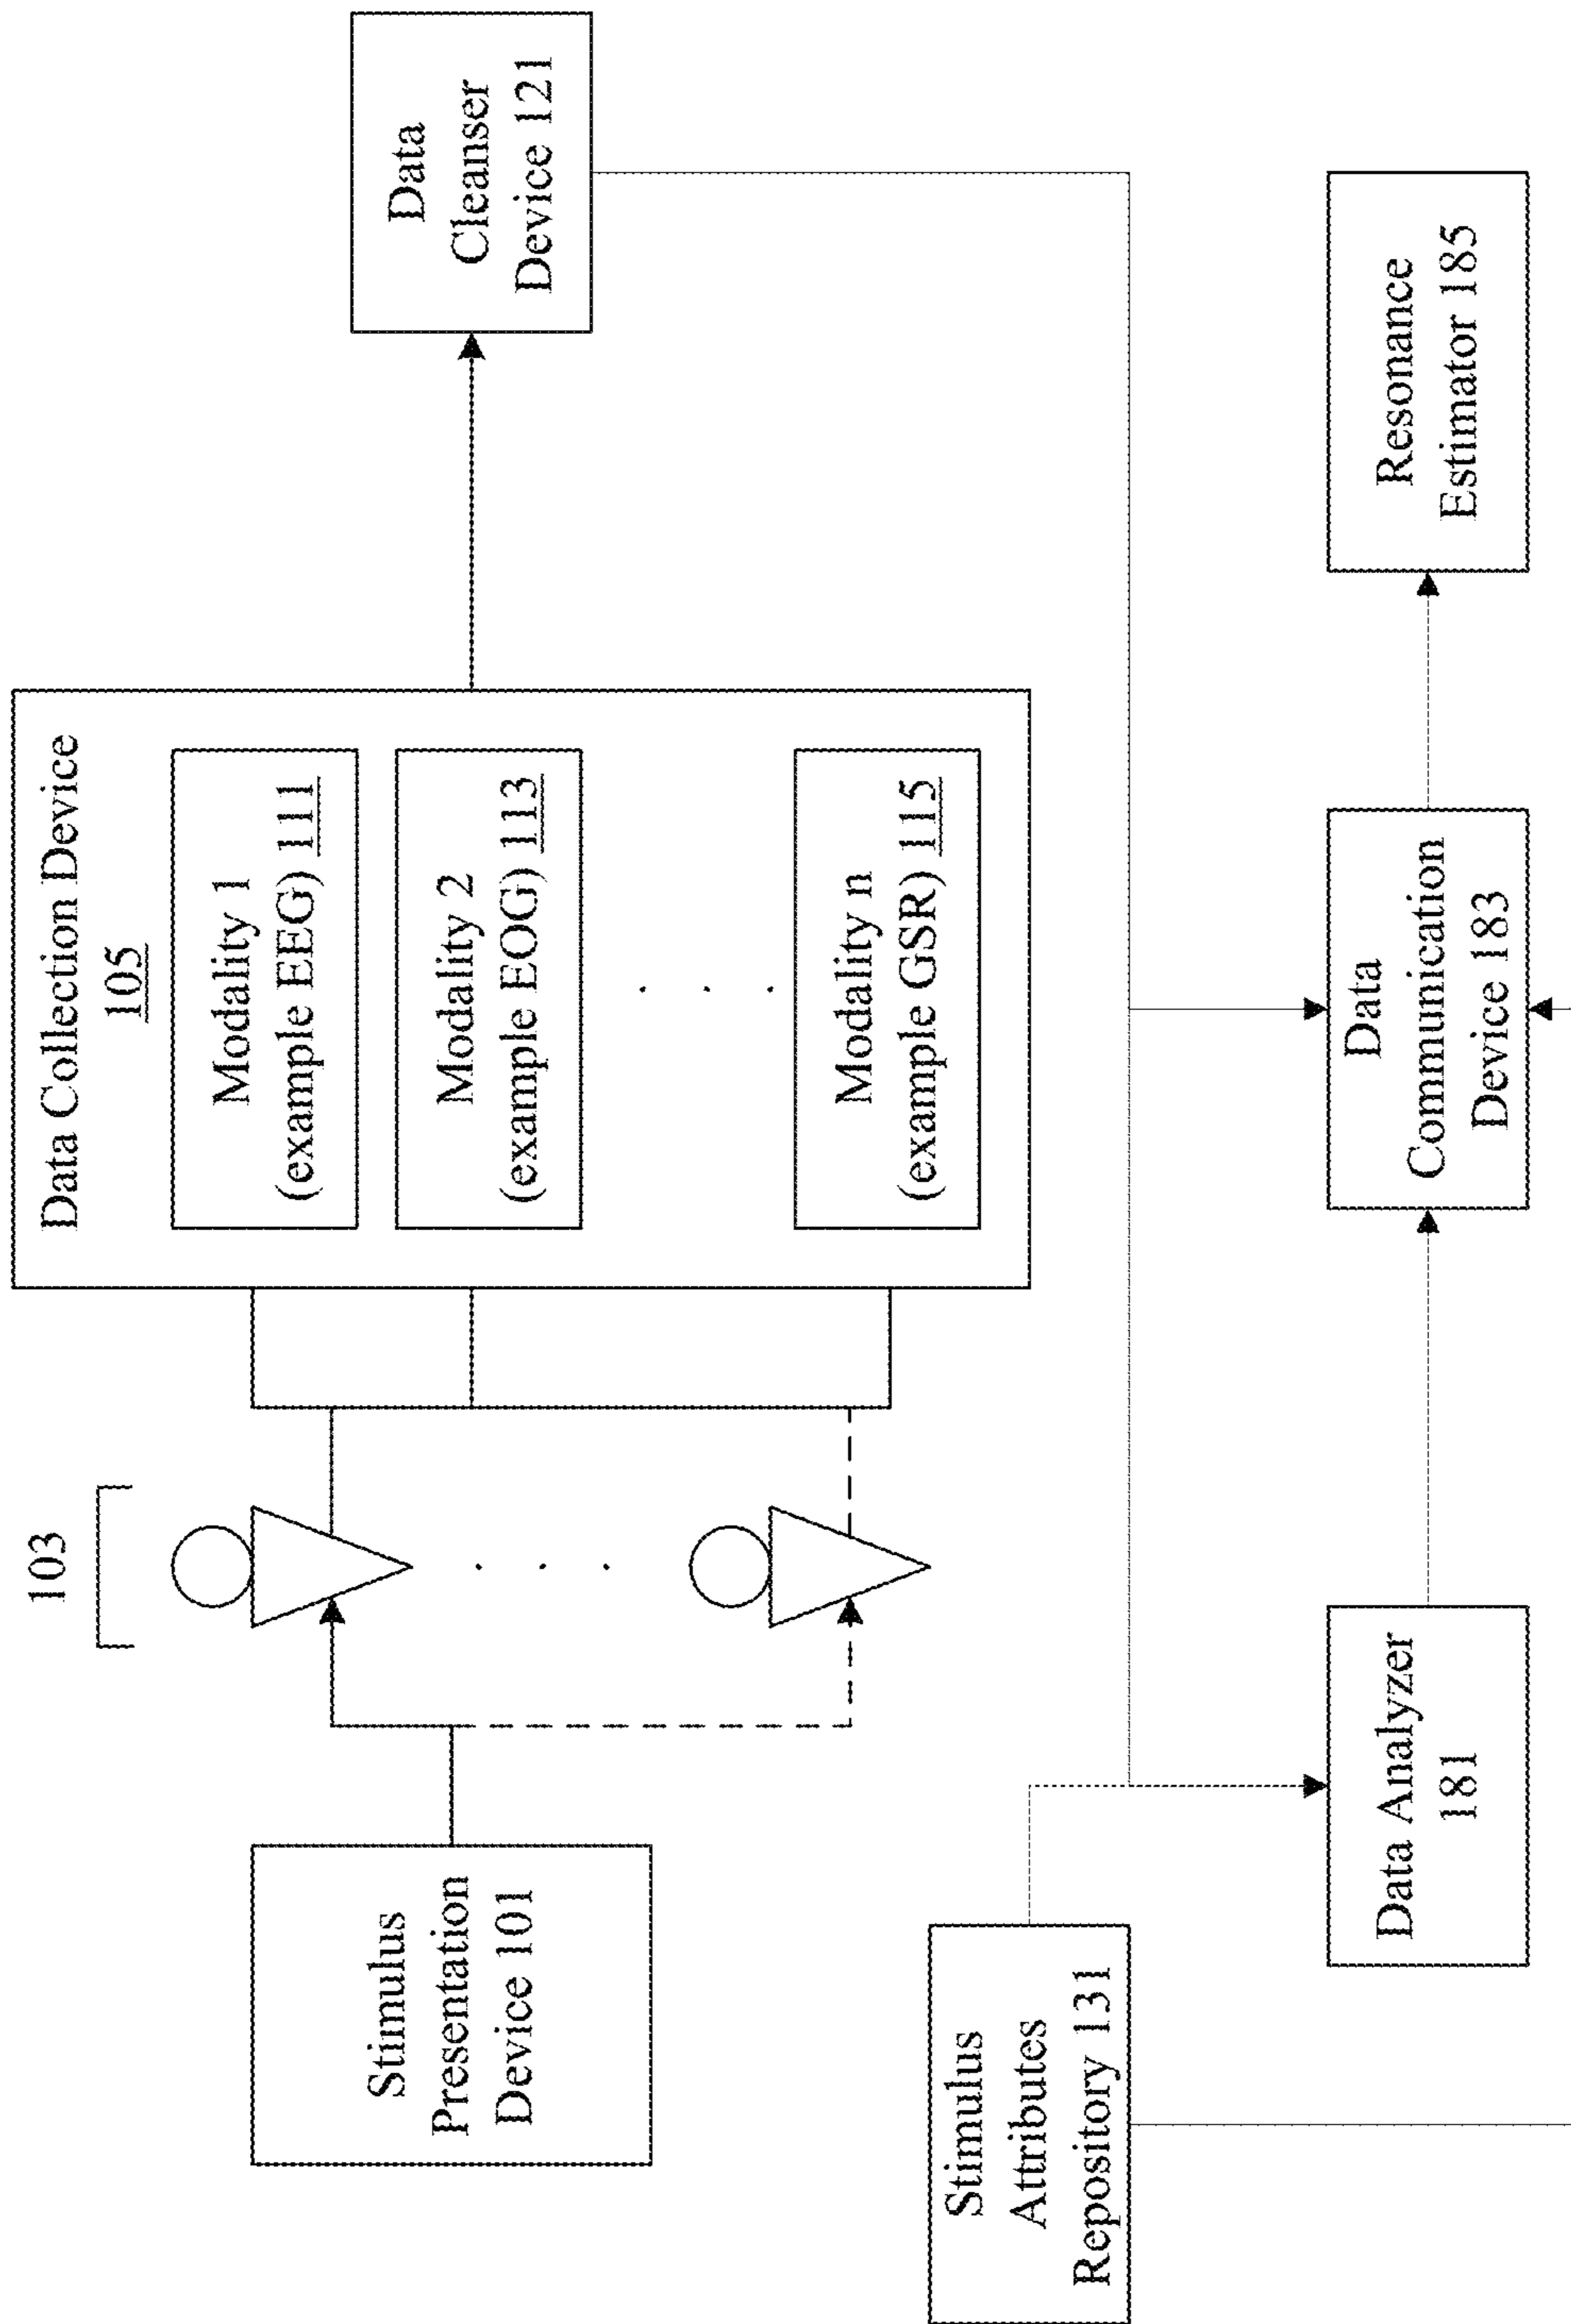 Stimulus
Presentation
Device 101
103
Data Collection Device
105
Modality 1
(example EEG) 111
Modality 2
(example EOG) 113
. . .
Modality n
(example GSR) 115
Data
Cleanser
Device 121
Stimulus
Attributes
Repository 131
Data Analyzer
181
Data
Communication
Device 183
Resonance
Estimator 185